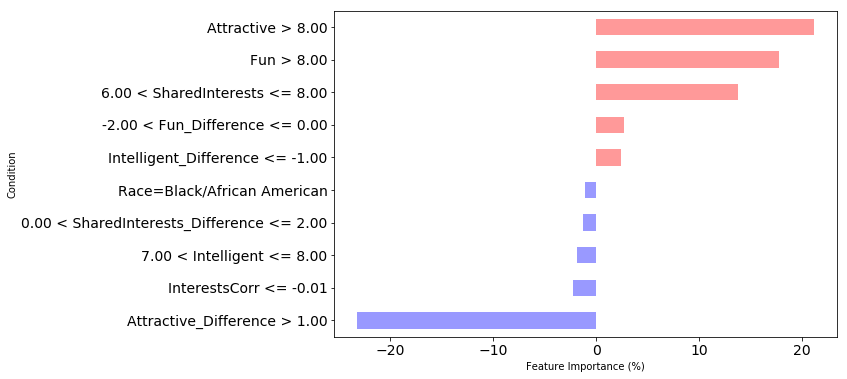 Attractive > 8.00
Fun > 8.00
6.00 < SharedInterests <= 8.00
-2.00 < Fun_Difference <= 0.00
Intelligent_Difference <= -1.00
Race=Black/African American
0.00 < SharedInterests_Difference <= 2.00
7.00 < Intelligent <= 8.00
InterestsCorr <= -0.01
Attractive_Difference > 1.00
Condition
−20 −10 0 10 20
Feature Importance (%)